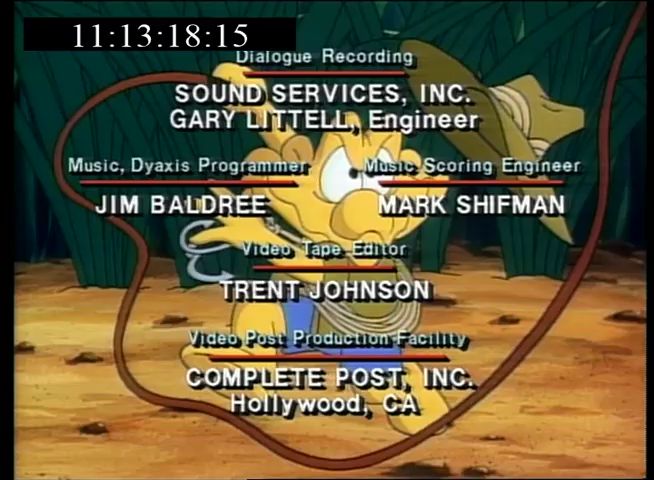 11:13:18:15
Dialogue Recording
SOUND SERVICES, INC.
GARY LITTELL, Engineer
Music, Dyaxis Programmer
JIM BALDREE
Music Scoring Engineer
MARK SHIFMAN
Video Tape Editor
TRENT JOHNSON
Video Post Production Facility
COMPLETE POST, INC.
Hollywood, CA